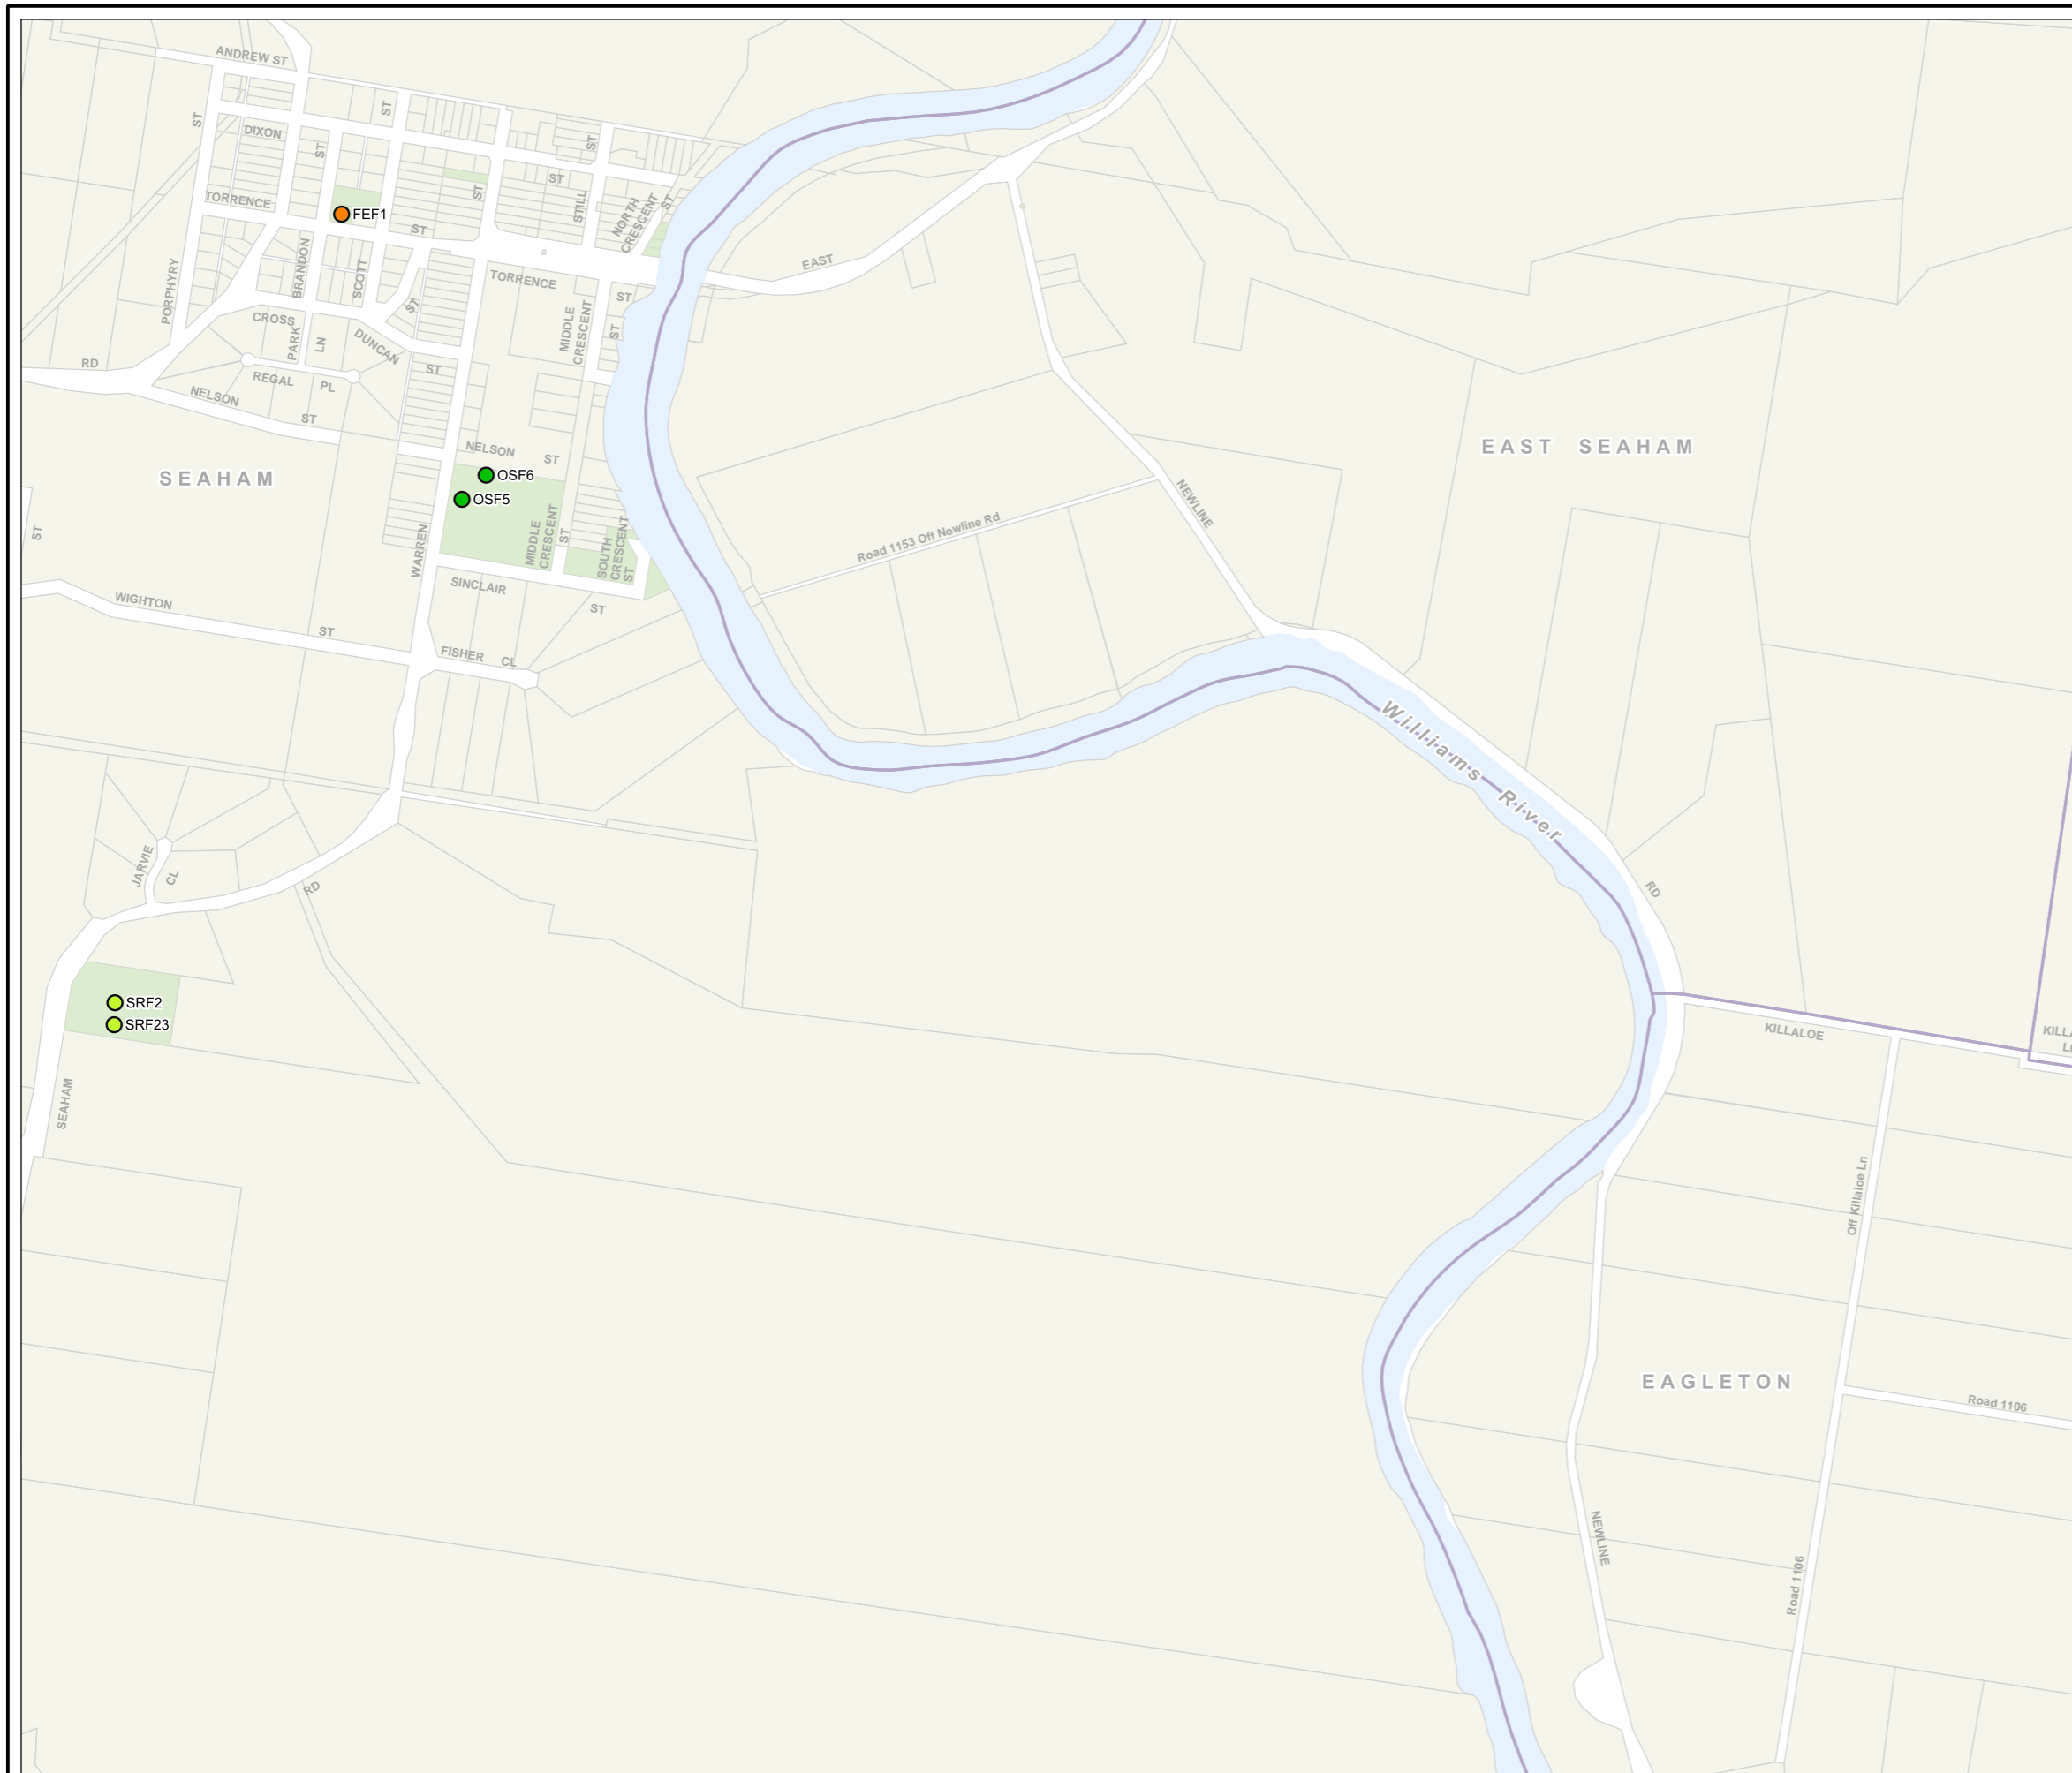 ANDREW ST
ST
ST
DIXON
ST
ST
ST
ST
STILL
NORTH
CRESCENT
ST
TORRENCE
FEF1
ST
PORPHYRY
BRANDON
SCOTT
ST
TORRENCE
ST
EAST
MIDDLE
CRESCENT
ST
CROSS
PARK
LN
DUNCAN
ST
RD
REGAL
PL
NELSON
ST
NELSON
ST
EAST SEAHAM
SEAHAM
OSF6
OSF5
NEWLINE
Road 1153 Off Newline Rd
ST
WARREN
MIDDLE
CRESCENT
ST
SOUTH
CRESCENT
ST
SINCLAIR
ST
WIGHTON
ST
FISHER
CL
Williams
River
JARVIE
CL
RD
RD
SRF2
SRF23
KILLALOE
SEAHAM
Off Killaloe Ln
EAGLETON
Road 1106
NEWLINE
Road 1106